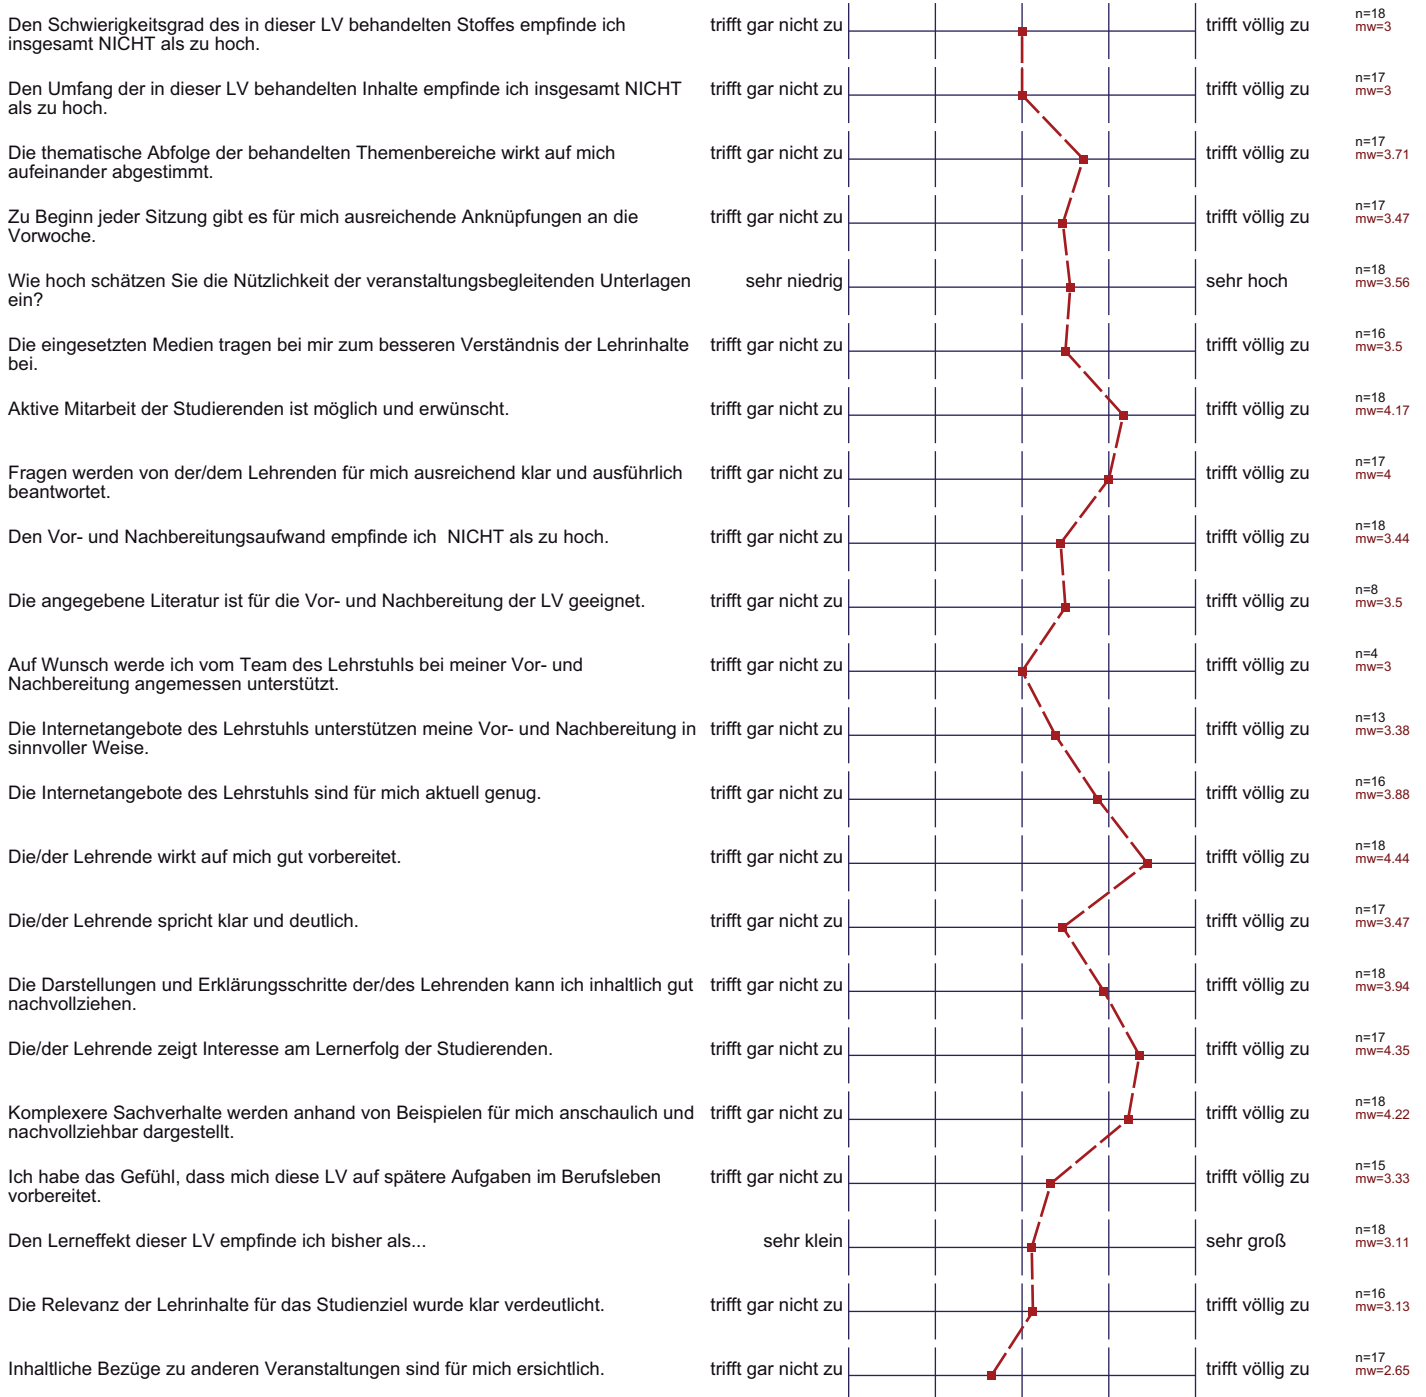 Den Schwierigkeitsgrad des in dieser LV behandelten Stoffes empfinde ich
insgesamt NICHT als zu hoch.
trifft gar nicht zu
trifft völlig zu
n=18
mw=3
Den Umfang der in dieser LV behandelten Inhalte empfinde ich insgesamt NICHT
als zu hoch.
trifft gar nicht zu
trifft völlig zu
n=17
mw=3
Die thematische Abfolge der behandelten Themenbereiche wirkt auf mich
aufeinander abgestimmt.
trifft gar nicht zu
trifft völlig zu
n=17
mw=3.71
Zu Beginn jeder Sitzung gibt es für mich ausreichende Anknüpfungen an die
Vorwoche.
trifft gar nicht zu
trifft völlig zu
n=17
mw=3.47
Wie hoch schätzen Sie die Nützlichkeit der veranstaltungsbegleitenden Unterlagen
ein?
sehr niedrig
sehr hoch
n=18
mw=3.56
Die eingesetzten Medien tragen bei mir zum besseren Verständnis der Lehrinhalte
bei.
trifft gar nicht zu
trifft völlig zu
n=16
mw=3.5
Aktive Mitarbeit der Studierenden ist möglich und erwünscht.
trifft gar nicht zu
trifft völlig zu
n=18
mw=4.17
Fragen werden von der/dem Lehrenden für mich ausreichend klar und ausführlich
beantwortet.
trifft gar nicht zu
trifft völlig zu
n=17
mw=4
Den Vor- und Nachbereitungsaufwand empfinde ich  NICHT als zu hoch.
trifft gar nicht zu
trifft völlig zu
n=18
mw=3.44
Die angegebene Literatur ist für die Vor- und Nachbereitung der LV geeignet.
trifft gar nicht zu
trifft völlig zu
n=8
mw=3.5
Auf Wunsch werde ich vom Team des Lehrstuhls bei meiner Vor- und
Nachbereitung angemessen unterstützt.
trifft gar nicht zu
trifft völlig zu
n=4
mw=3
Die Internetangebote des Lehrstuhls unterstützen meine Vor- und Nachbereitung in
sinnvoller Weise.
trifft gar nicht zu
trifft völlig zu
n=13
mw=3.38
Die Internetangebote des Lehrstuhls sind für mich aktuell genug.
trifft gar nicht zu
trifft völlig zu
n=16
mw=3.88
Die/der Lehrende wirkt auf mich gut vorbereitet.
trifft gar nicht zu
trifft völlig zu
n=18
mw=4.44
Die/der Lehrende spricht klar und deutlich.
trifft gar nicht zu
trifft völlig zu
n=17
mw=3.47
Die Darstellungen und Erklärungsschritte der/des Lehrenden kann ich inhaltlich gut
nachvollziehen.
trifft gar nicht zu
trifft völlig zu
n=18
mw=3.94
Die/der Lehrende zeigt Interesse am Lernerfolg der Studierenden.
trifft gar nicht zu
trifft völlig zu
n=17
mw=4.35
Komplexere Sachverhalte werden anhand von Beispielen für mich anschaulich und
nachvollziehbar dargestellt.
trifft gar nicht zu
trifft völlig zu
n=18
mw=4.22
Ich habe das Gefühl, dass mich diese LV auf spätere Aufgaben im Berufsleben
vorbereitet.
trifft gar nicht zu
trifft völlig zu
n=15
mw=3.33
Den Lerneffekt dieser LV empfinde ich bisher als...
sehr klein
sehr groß
n=18
mw=3.11
Die Relevanz der Lehrinhalte für das Studienziel wurde klar verdeutlicht.
trifft gar nicht zu
trifft völlig zu
n=16
mw=3.13
Inhaltliche Bezüge zu anderen Veranstaltungen sind für mich ersichtlich.
trifft gar nicht zu
trifft völlig zu
n=17
mw=2.65